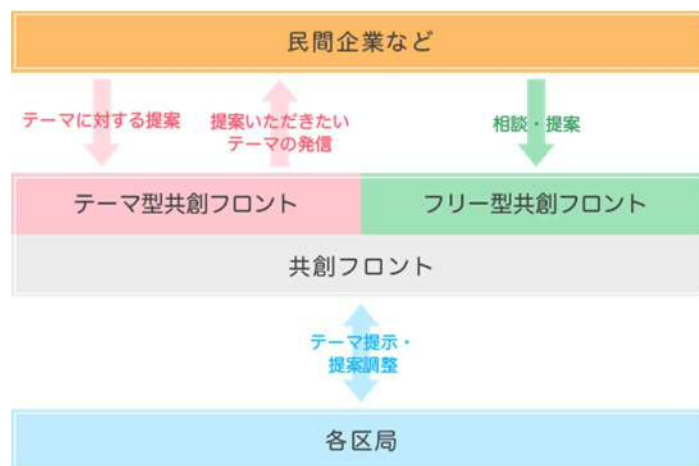 民間企業など
テーマに対する提案
提案いただきたい
テーマの発信
相談・提案
テーマ型共創フロント
フリー型共創フロント
共創フロント
テーマ提示・
提案調整
各区局